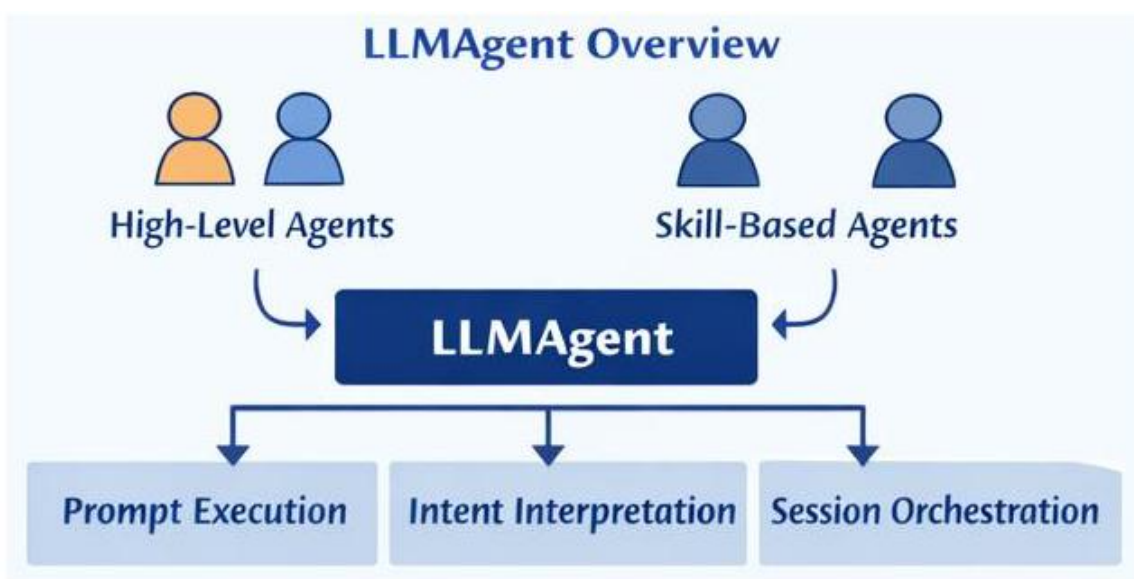 LLMAgent Overview
High-Level Agents
Skill-Based Agents
LLMAgent
Prompt Execution
Intent Interpretation
Session Orchestration